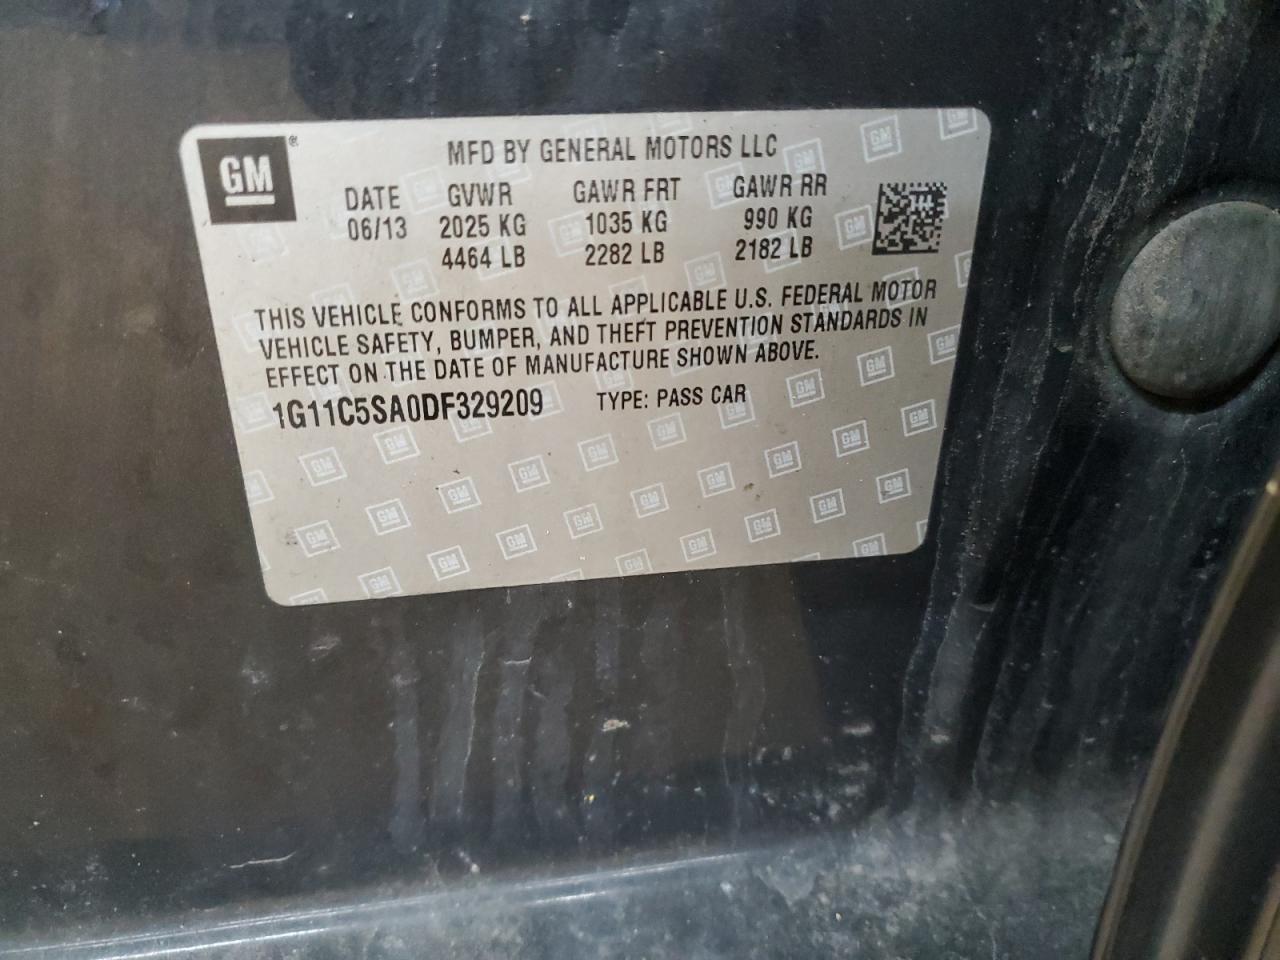 GM®
MFD BY GENERAL MOTORS LLC
DATE GVWR GAWR FRT GAWR RR
06/13 2025 KG 1035 KG 990 KG
4464 LB 2282 LB 2182 LB
THIS VEHICLE CONFORMS TO ALL APPLICABLE U.S. FEDERAL MOTOR
VEHICLE SAFETY, BUMPER, AND THEFT PREVENTION STANDARDS IN
EFFECT ON THE DATE OF MANUFACTURE SHOWN ABOVE.
1G11C5SA0DF329209 TYPE: PASS CAR